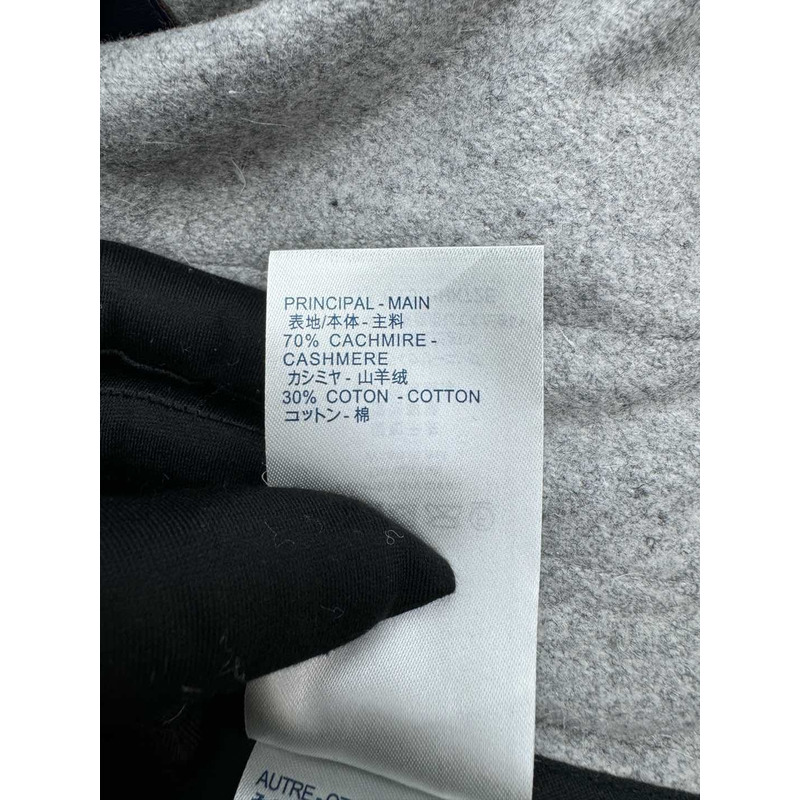 PRINCIPAL - MAIN
表地/本体 - 主料
70% CACHMIRE -
CASHMERE
カシミヤ - 山羊绒
30% COTON - COTTON
コットン - 棉
AUTRE - OT